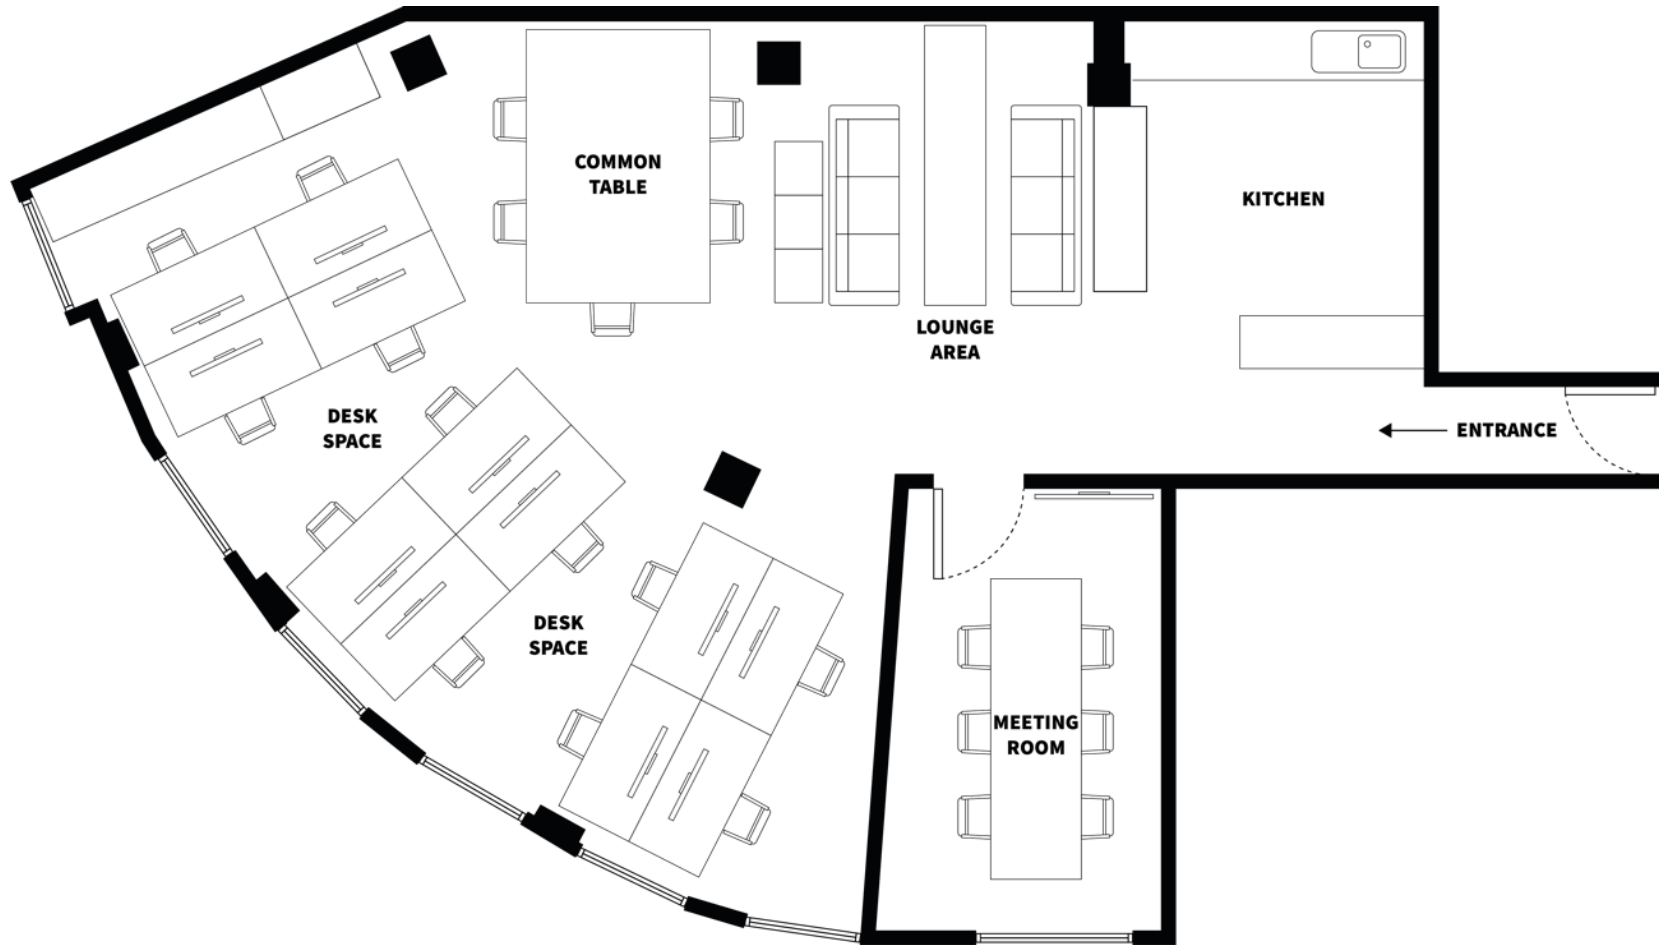 COMMON
TABLE
KITCHEN
LOUNGE
AREA
DESK
SPACE
ENTRANCE
DESK
SPACE
MEETING
ROOM